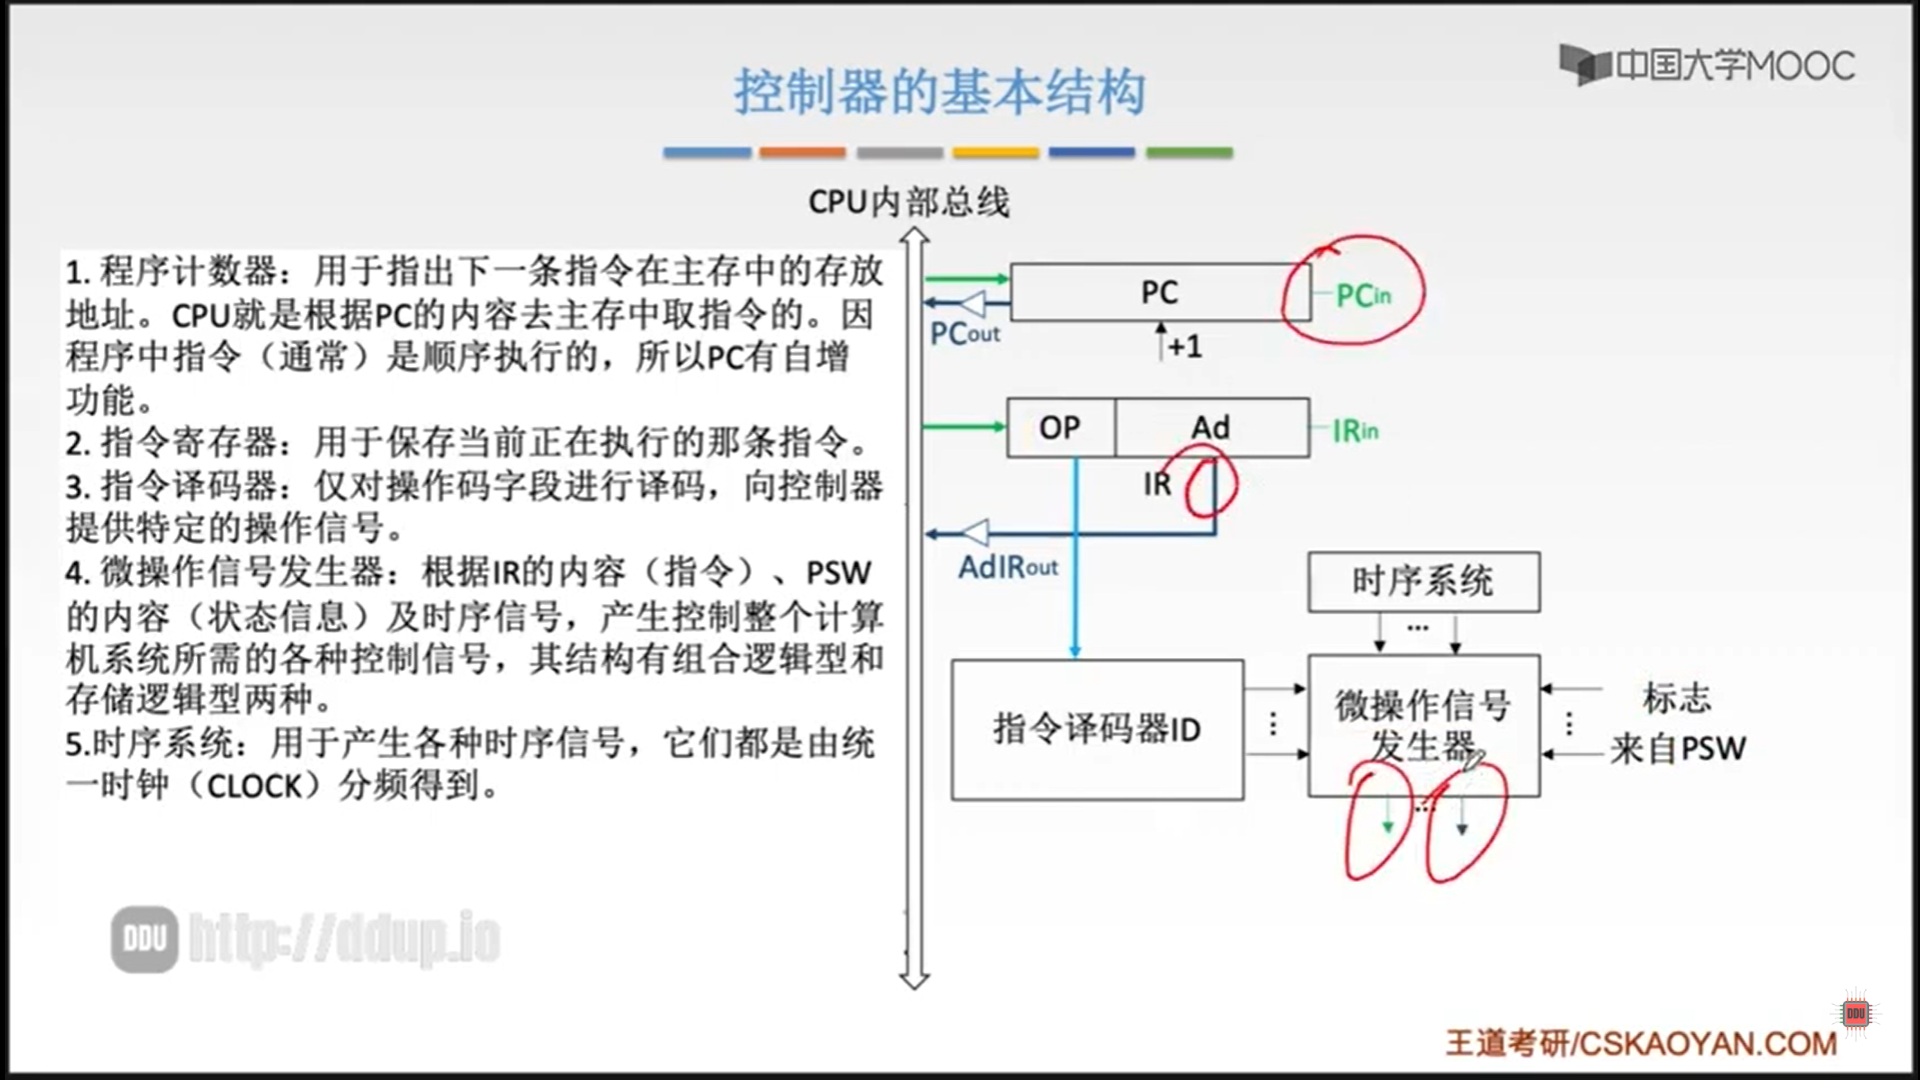 中国大学MOOC
控制器的基本结构
CPU内部总线
1. 程序计数器：用于指出下一条指令在主存中的存放
地址。CPU就是根据PC的内容去主存中取指令的。因
程序中指令（通常）是顺序执行的，所以PC有自增
功能。
2. 指令寄存器：用于保存当前正在执行的那条指令。
3. 指令译码器：仅对操作码字段进行译码，向控制器
提供特定的操作信号。
4. 微操作信号发生器：根据IR的内容（指令）、PSW
的内容（状态信息）及时序信号，产生控制整个计算
机系统所需的各种控制信号，其结构有组合逻辑型和
存储逻辑型两种。
5.时序系统：用于产生各种时序信号，它们都是由统
一时钟（CLOCK）分频得到。
PC
PCin
PCout
+1
OP
Ad
IRin
IR
AdIRout
时序系统
...
指令译码器ID
...
微操作信号
发生器
...
...
标志
来自PSW
DDU http://ddup.io
DDU
王道考研/CSKAOYAN.COM